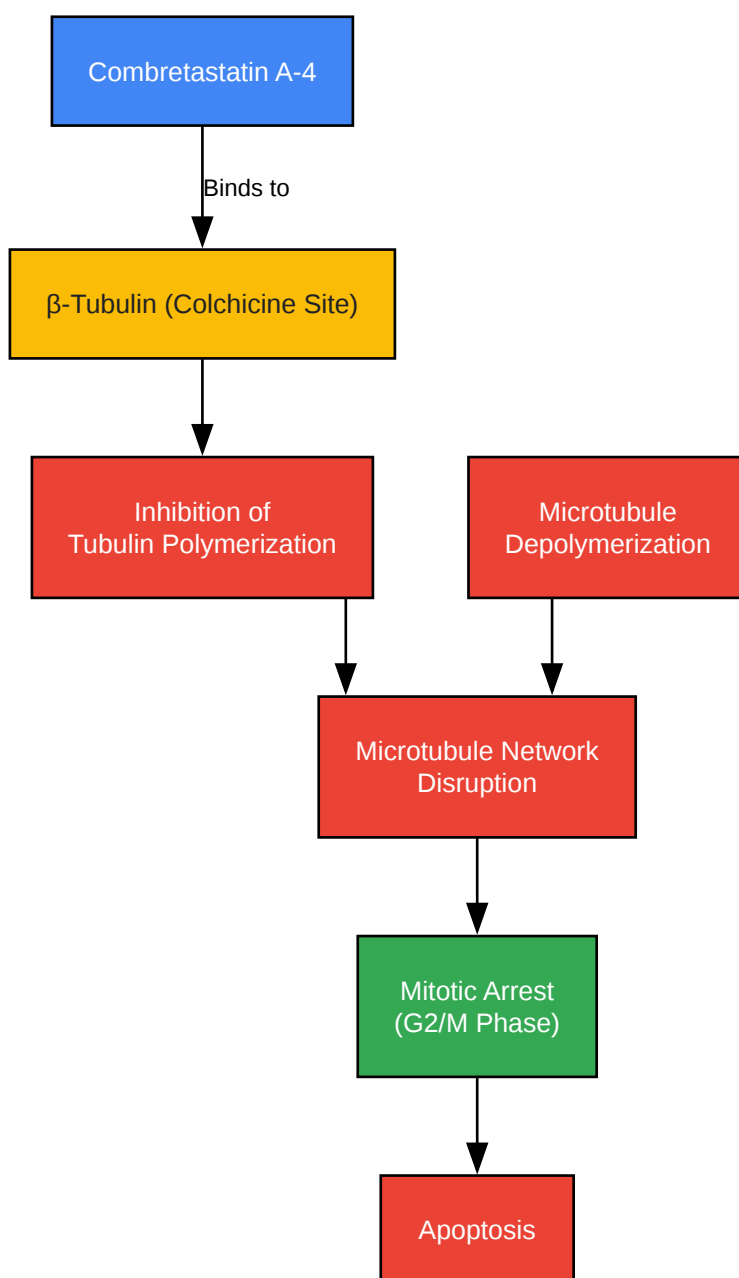 Combretastatin A-4
Binds to
β-Tubulin (Colchicine Site)
Inhibition of
Tubulin Polymerization
Microtubule
Depolymerization
Microtubule Network
Disruption
Mitotic Arrest
(G2/M Phase)
Apoptosis